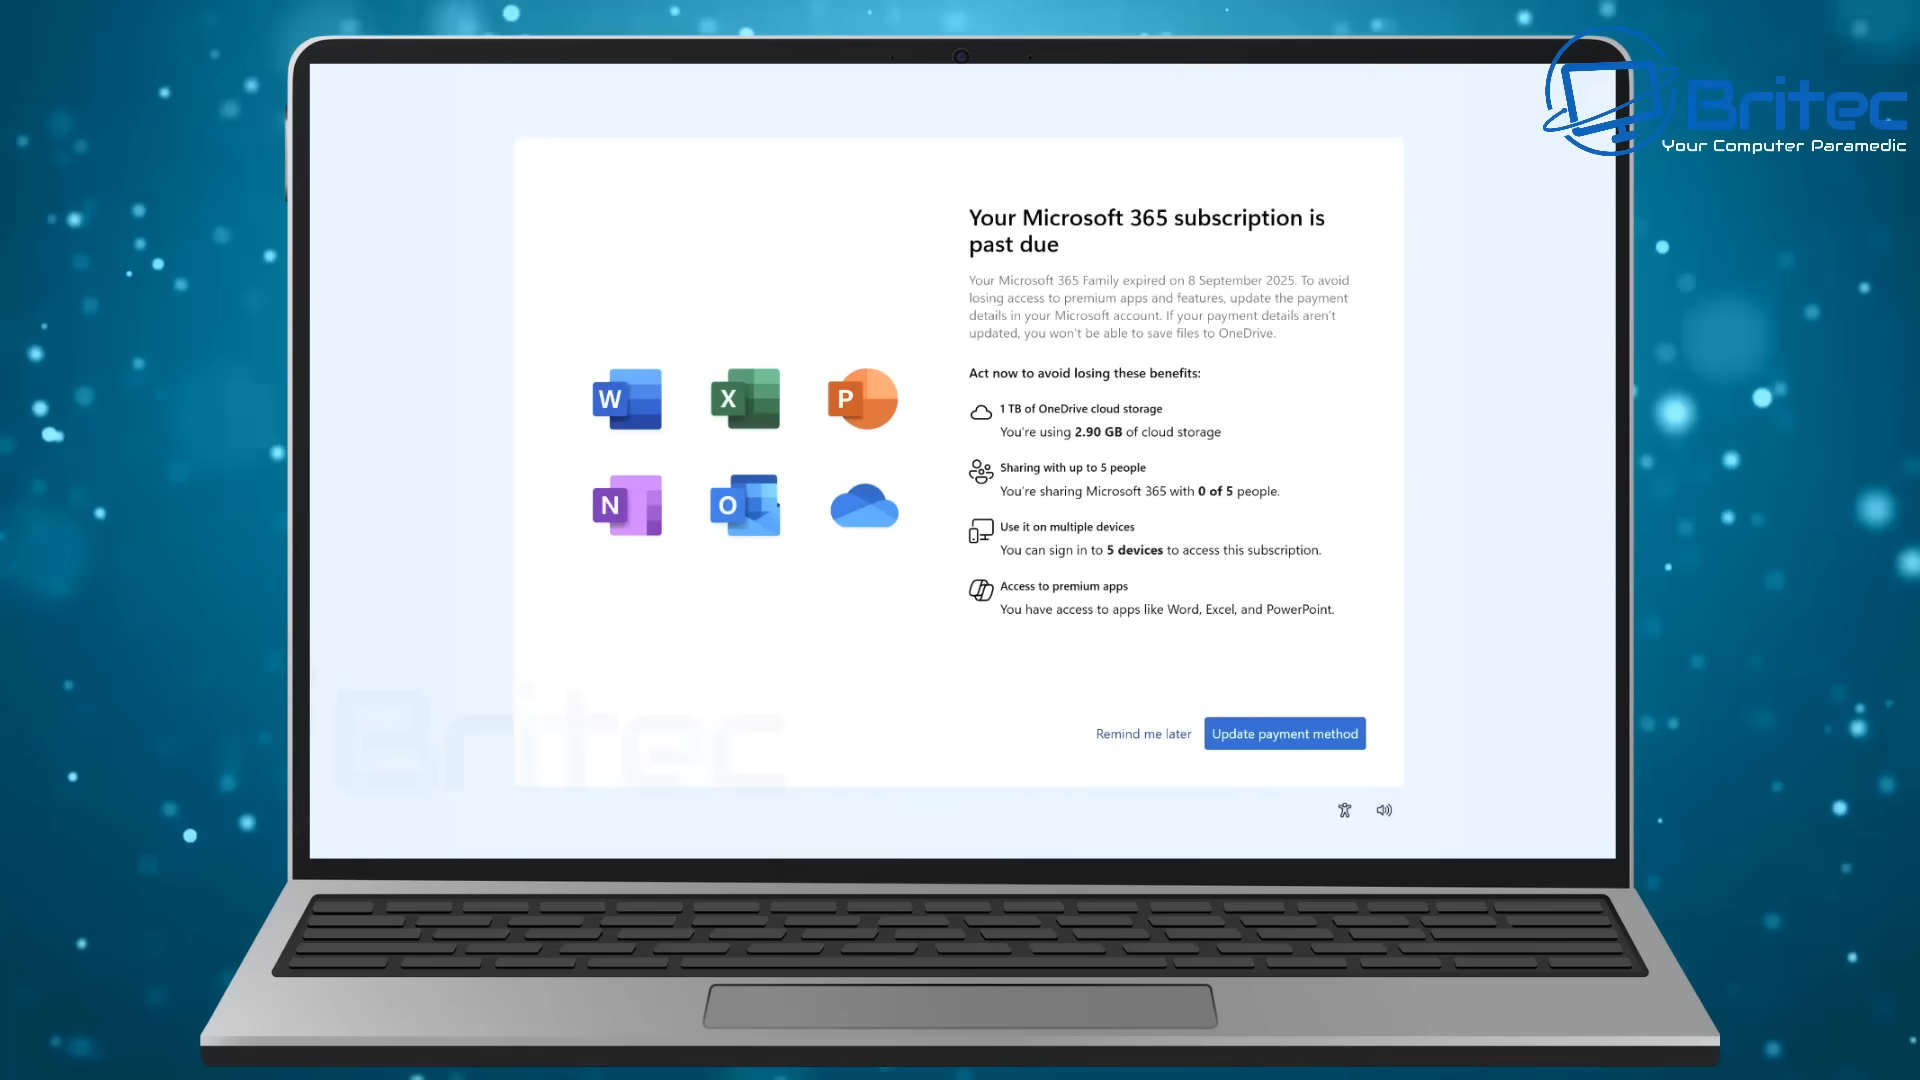 Britec
Your Computer Paramedic
Your Microsoft 365 subscription is
past due
Your Microsoft 365 Family expired on 8 September 2025. To avoid
losing access to premium apps and features, update the payment
details in your Microsoft account. If your payment details aren't
updated, you won't be able to save files to OneDrive.
Act now to avoid losing these benefits:
1 TB of OneDrive cloud storage
You're using 2.90 GB of cloud storage
Sharing with up to 5 people
You're sharing Microsoft 365 with 0 of 5 people.
Use it on multiple devices
You can sign in to 5 devices to access this subscription.
Access to premium apps
You have access to apps like Word, Excel, and PowerPoint.
W
X
P
N
O
Britec
Remind me later
Update payment method